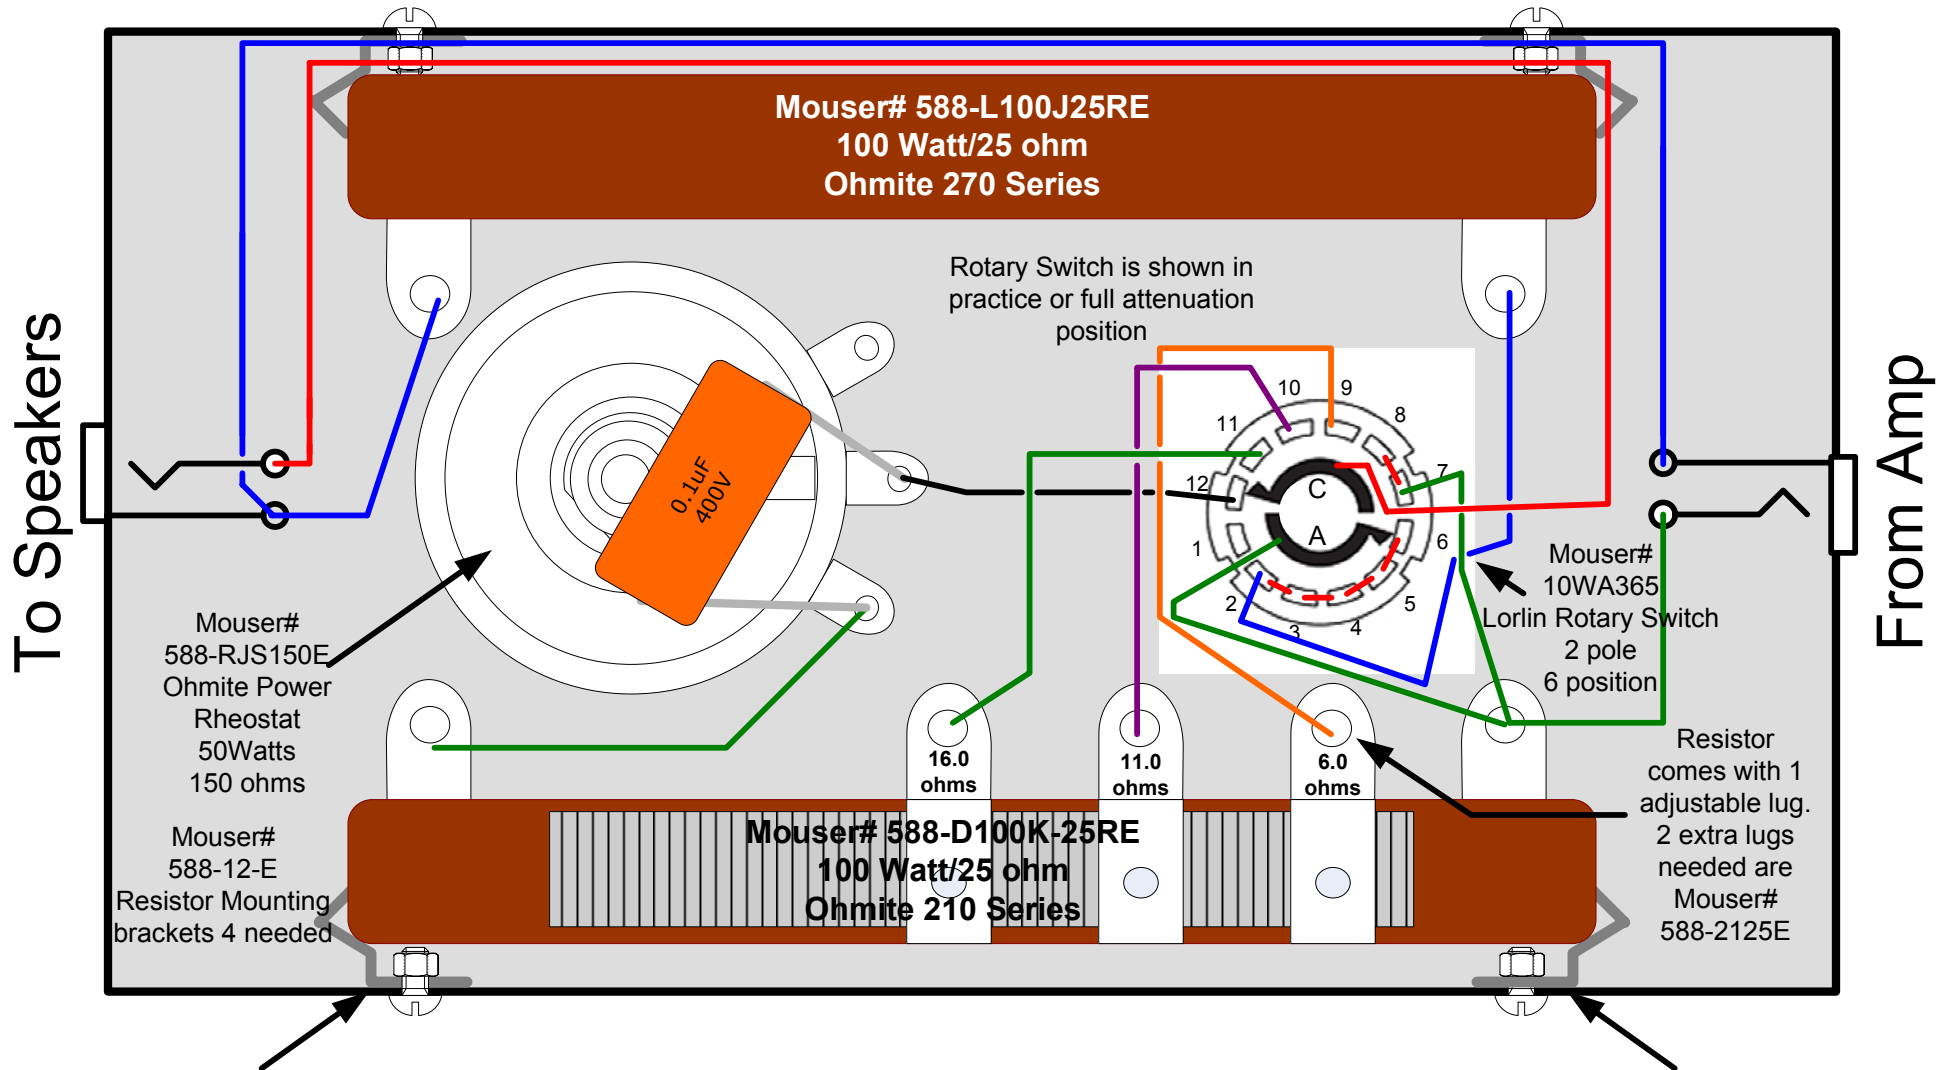 Mouser# 588-L100J25RE
100 Watt/25 ohm
Ohmite 270 Series
Rotary Switch is shown in
practice or full attenuation
position
To Speakers
From Amp
0.1uF
400V
10
9
11
8
7
12
C
A
1
6
2
5
3
4
Mouser#
10WA365
Lorlin Rotary Switch
2 pole
6 position
Mouser#
588-RJS150E
Ohmite Power
Rheostat
50Watts
150 ohms
Mouser#
588-12-E
Resistor Mounting
brackets 4 needed
16.0
ohms
11.0
ohms
6.0
ohms
Mouser# 588-D100K-25RE
100 Watt/25 ohm
Ohmite 210 Series
Resistor
comes with 1
adjustable lug.
2 extra lugs
needed are
Mouser#
588-2125E